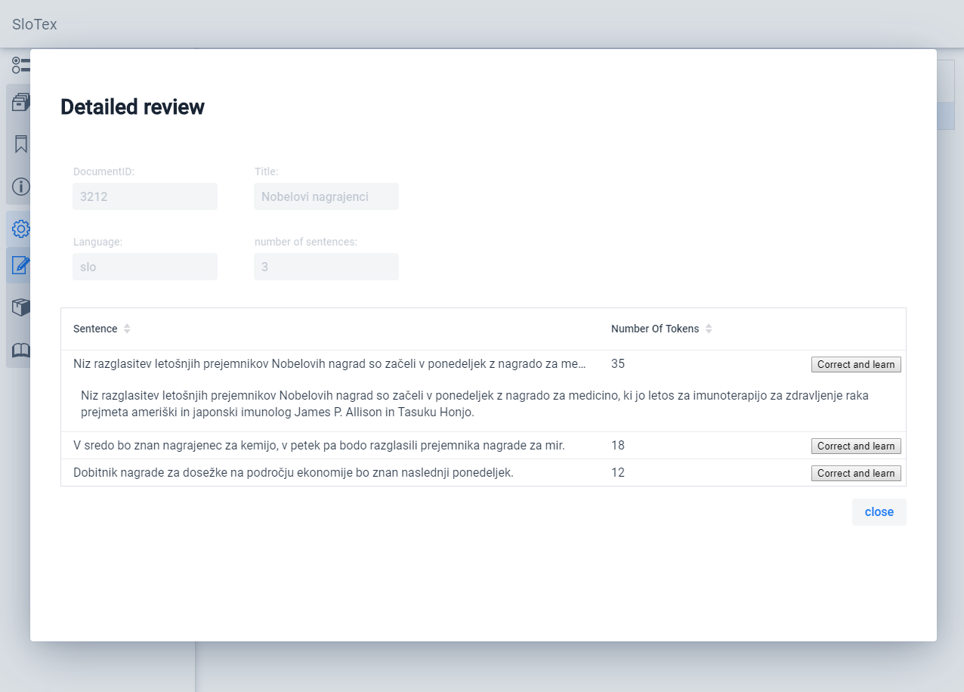 SloTex
Detailed review
DocumentID:
Title:
3212
Nobelovi nagrajenci
Language:
number of sentences:
slo
3
Sentence
Number Of Tokens
Niz razglasitev letošnjih prejemnikov Nobelovih nagrad so začeli v ponedeljek z nagrado za me...
35
Correct and learn
Niz razglasitev letošnjih prejemnikov Nobelovih nagrad so začeli v ponedeljek z nagrado za medicino, ki jo letos za imunoterapijo za zdravljenje raka
prejmeta ameriški in japonski imunolog James P. Allison in Tasuku Honjo.
V sredo bo znan nagrajenec za kemijo, v petek pa bodo razglasili prejemnika nagrade za mir.
18
Correct and learn
Dobitnik nagrade za dosežke na področju ekonomije bo znan naslednji ponedeljek.
12
Correct and learn
close